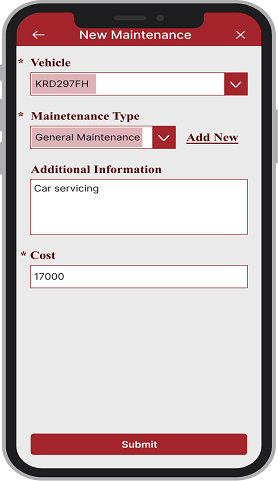 New Maintenance
* Vehicle
KRD297FH
* Mainetenance Type
General Maintenance
Add New
Additional Information
Car servicing
* Cost
17000
Submit